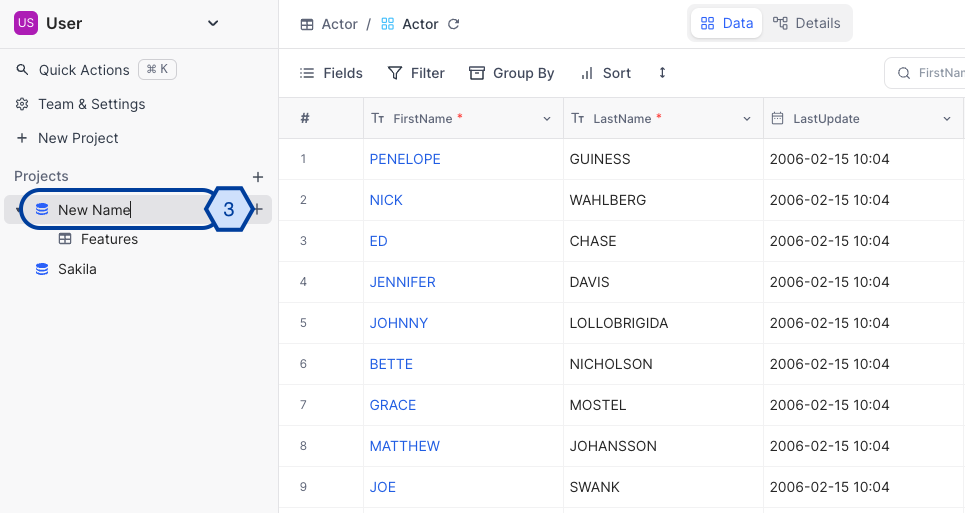 US User
Quick Actions ⌘ K
Team & Settings
New Project
Projects
New Name 3
Features
Sakila
Actor / Actor
Data Details
Fields Filter Group By Sort
# FirstName * LastName * LastUpdate
1 PENELOPE GUINESS 2006-02-15 10:04
2 NICK WAHLBERG 2006-02-15 10:04
3 ED CHASE 2006-02-15 10:04
4 JENNIFER DAVIS 2006-02-15 10:04
5 JOHNNY LOLLOBRIGIDA 2006-02-15 10:04
6 BETTE NICHOLSON 2006-02-15 10:04
7 GRACE MOSTEL 2006-02-15 10:04
8 MATTHEW JOHANSSON 2006-02-15 10:04
9 JOE SWANK 2006-02-15 10:04